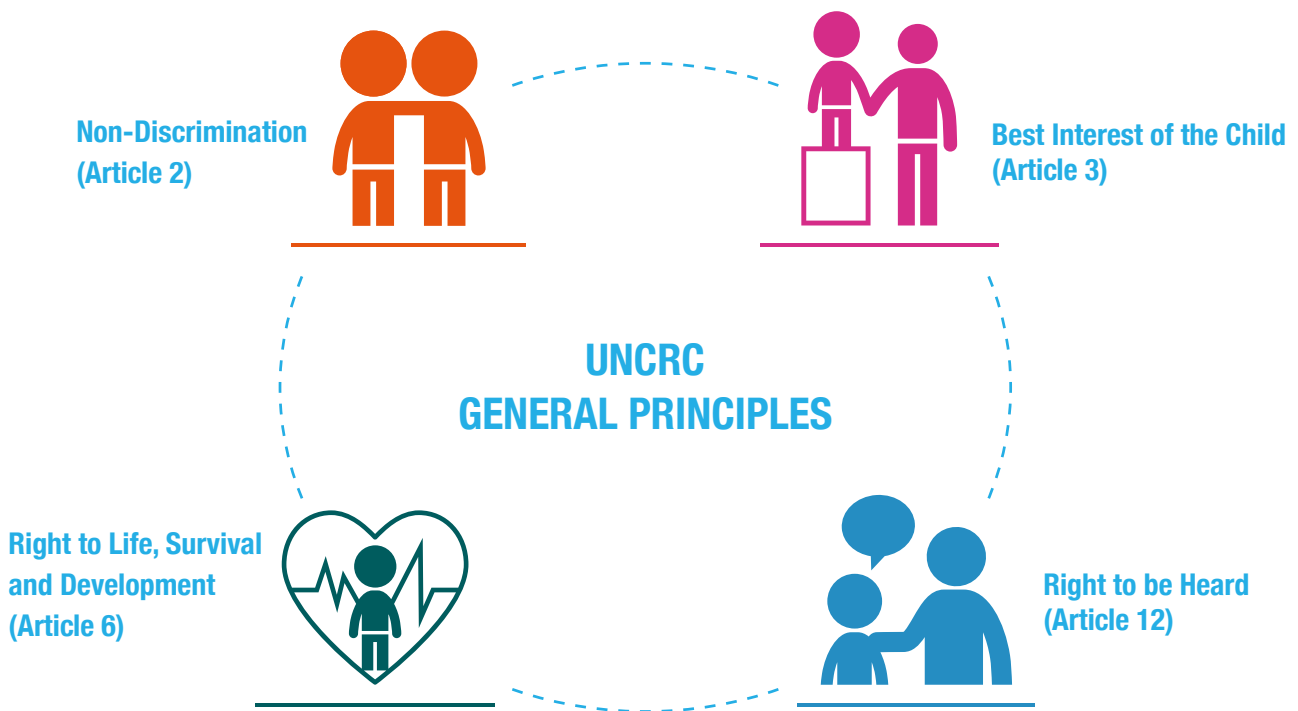 Non-Discrimination
(Article 2)
Best Interest of the Child
(Article 3)
UNCRC
GENERAL PRINCIPLES
Right to Life, Survival
and Development
(Article 6)
Right to be Heard
(Article 12)